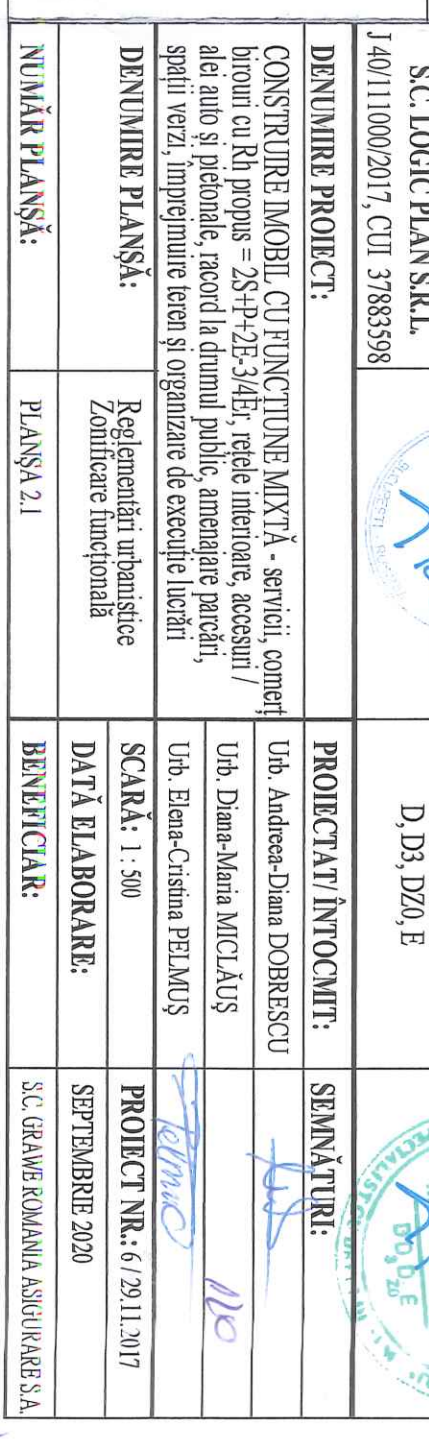 S.C. LOGIC PLAN S.R.L.
J 40/111000/2017, CUI 37883598
D, D3, DZ0, E
DENUMIRE PROIECT:
CONSTRUIRE IMOBIL CU FUNCȚIUNE MIXTĂ - servicii, comerț
birouri cu Rh propus = 2S+P+2E-3/4Er, rețele interioare, accesuri /
alei auto și pietonale, racord la drumul public, amenajare parcări,
spații verzi, împrejmuire teren și organizare de execuție lucrări
PROIECTAT/ ÎNTOCMIT:
SEMNĂTURI:
Urb. Andreea-Diana DOBRESCU
Urb. Diana-Maria MICLĂUȘ
Urb. Elena-Cristina PELMUȘ
DENUMIRE PLANȘĂ:
Reglementări urbanistice
Zonificare funcțională
SCARĂ: 1 : 500
PROIECT NR.: 6 / 29.11.2017
DATĂ ELABORARE:
SEPTEMBRIE 2020
NUMĂR PLANȘĂ:
PLANȘA 2.1
BENEFICIAR:
S.C. GRAWE ROMANIA ASIGURARE S.A.